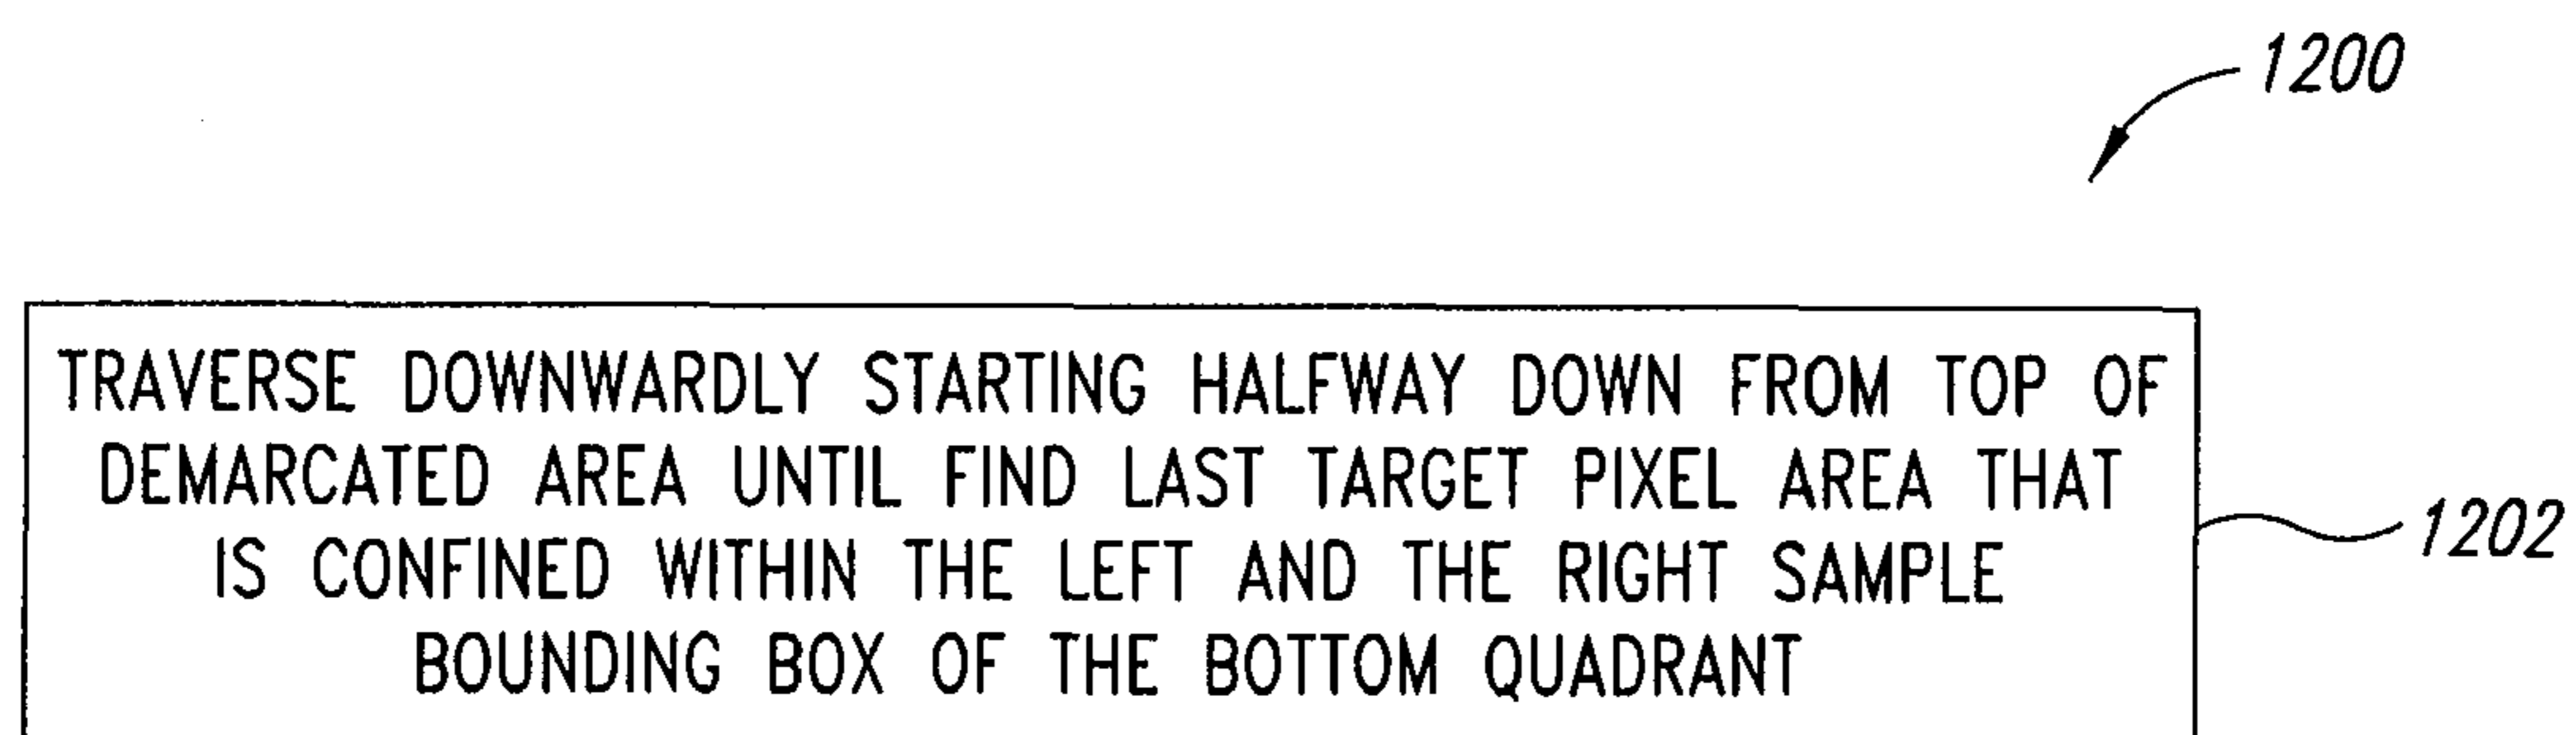 1200
TRAVERSE DOWNWARDLY STARTING HALFWAY DOWN FROM TOP OF
DEMARCATED AREA UNTIL FIND LAST TARGET PIXEL AREA THAT
IS CONFINED WITHIN THE LEFT AND THE RIGHT SAMPLE
BOUNDING BOX OF THE BOTTOM QUADRANT
1202